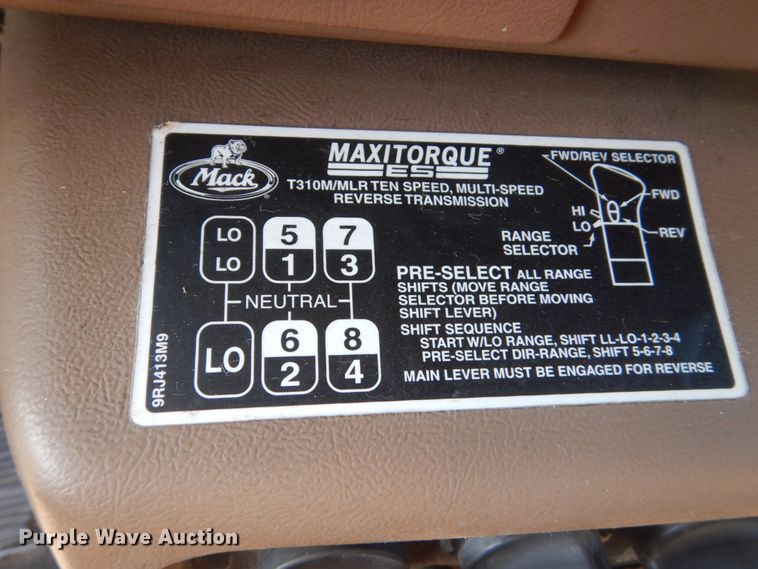 Mack
MAXITORQUE®
ES
T310M/MLR TEN SPEED, MULTI-SPEED
REVERSE TRANSMISSION
FWD/REV SELECTOR
FWD
HI
LO
REV
RANGE
SELECTOR
LO 5 7
LO 1 3
NEUTRAL
LO 6 8
2 4
PRE-SELECT ALL RANGE
SHIFTS (MOVE RANGE
SELECTOR BEFORE MOVING
SHIFT LEVER)
SHIFT SEQUENCE
START W/LO RANGE, SHIFT LL-LO-1-2-3-4
PRE-SELECT DIR-RANGE, SHIFT 5-6-7-8
MAIN LEVER MUST BE ENGAGED FOR REVERSE
9RJ413M9
Purple Wave Auction